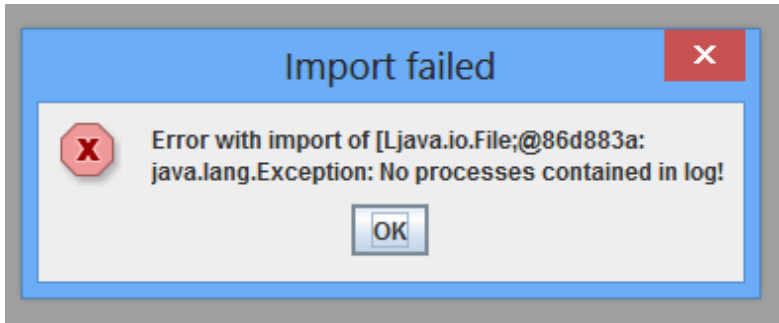 Import failed
x
Error with import of [Ljava.io.File;@86d883a:
x
java.lang.Exception: No processes contained in log!
OK